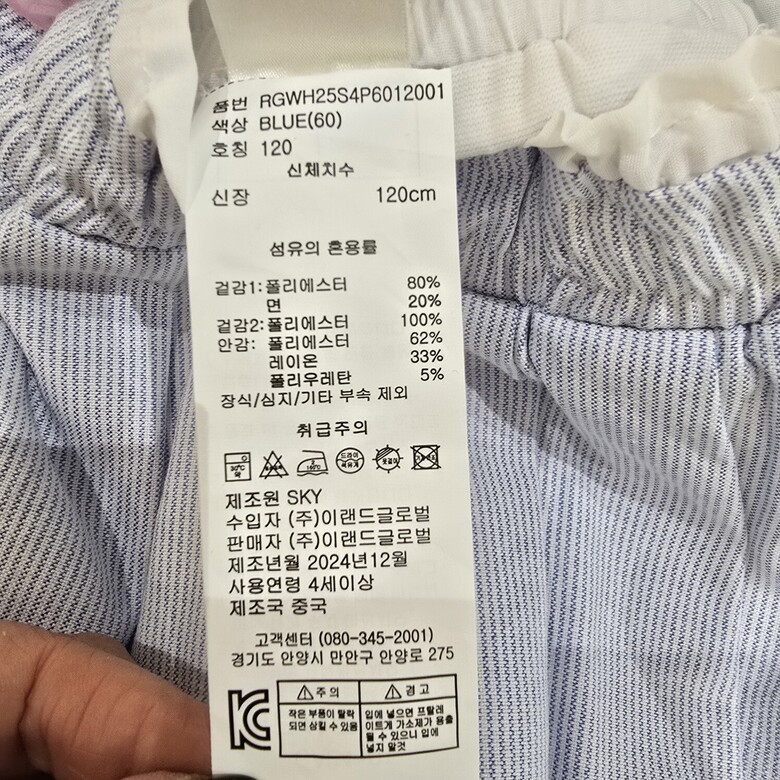 품번 RGWH25S4P6012001
색상 BLUE(60)
호칭 120
신체치수
신장 120cm
섬유의 혼용률
겉감1: 폴리에스터 80%
면 20%
겉감2: 폴리에스터 100%
안감: 폴리에스터 62%
레이온 33%
폴리우레탄 5%
장식/심지/기타 부속 제외
취급주의
제조원 SKY
수입자 (주)이랜드글로벌
판매자 (주)이랜드글로벌
제조년월 2024년12월
사용연령 4세이상
제조국 중국
고객센터 (080-345-2001)
경기도 안양시 만안구 안양로 275
주의
작은 부품이 탈락
되면 삼킬 수 있음
경고
입에 넣으면 프탈레
이트계 가소제가 용출
될 수 있으니 입에
넣지 말것